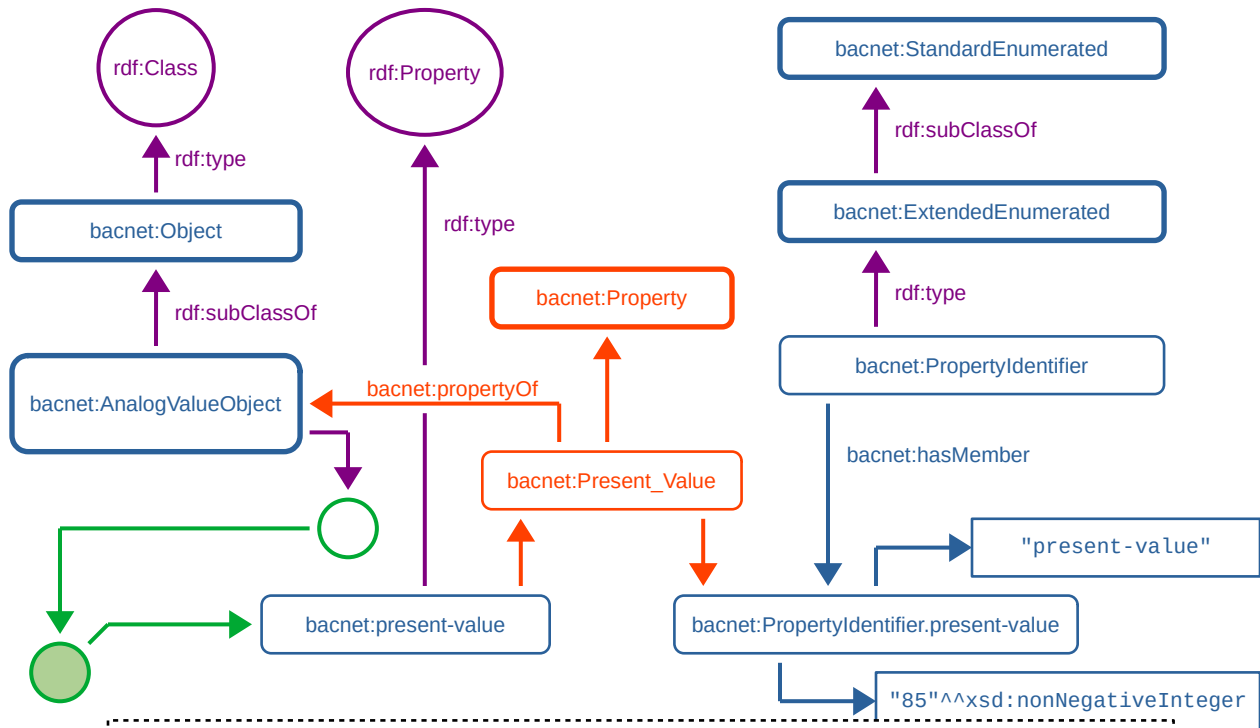 bacnet:StandardEnumerated
rdf:Class
rdf:Property
rdf:subClassOf
rdf:type
bacnet:Object
bacnet:ExtendedEnumerated
rdf:type
rdf:type
bacnet:Property
rdf:subClassOf
bacnet:PropertyIdentifier
bacnet:propertyOf
bacnet:AnalogValueObject
bacnet:hasMember
bacnet:Present_Value
"present-value"
bacnet:present-value
bacnet:PropertyIdentifier.present-value
"85"^^xsd:nonNegativeInteger